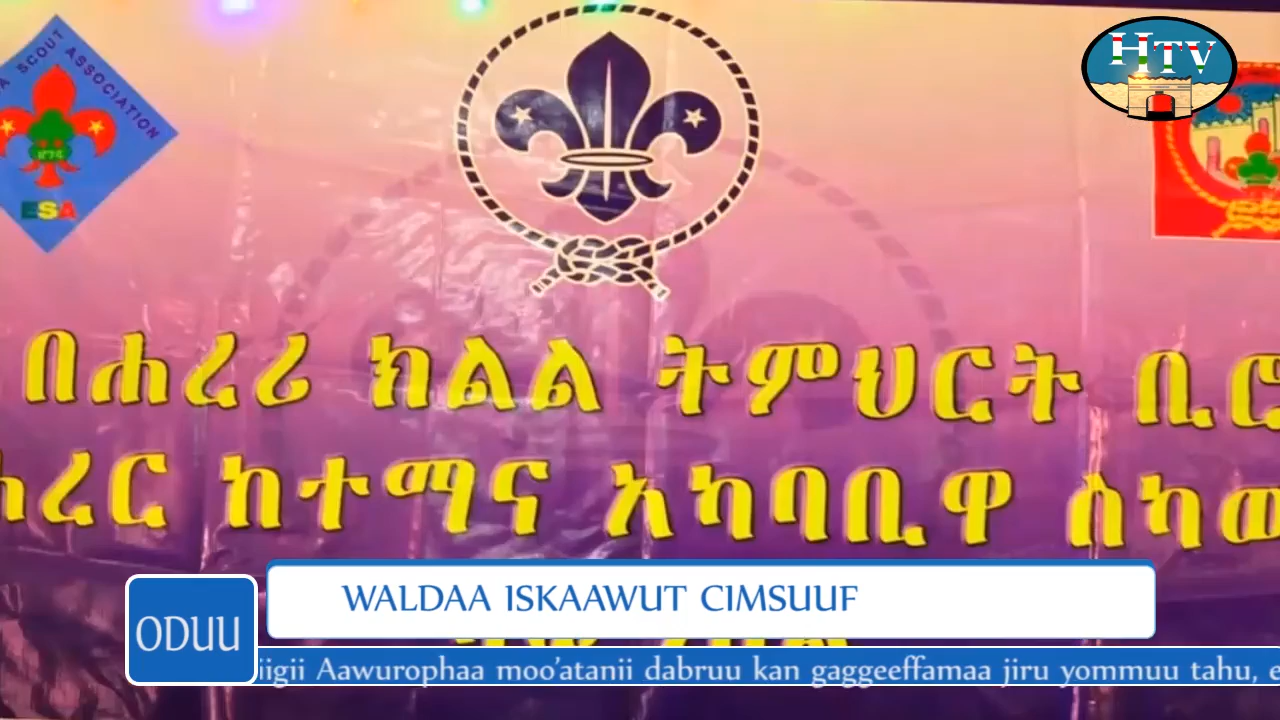 HTV
A SCOUT ASSOCIATION
ESA
በሐረሪ ክልል ትምህርት ቢሮ
ሐረር ከተማና አካባቢዋ ስካው
WALDAA ISKAAWUT CIMSUUF
ODUU
iigii Aawurophaa moo'atanii dabruu kan gaggeeffamaa jiru yommuu tahu, e